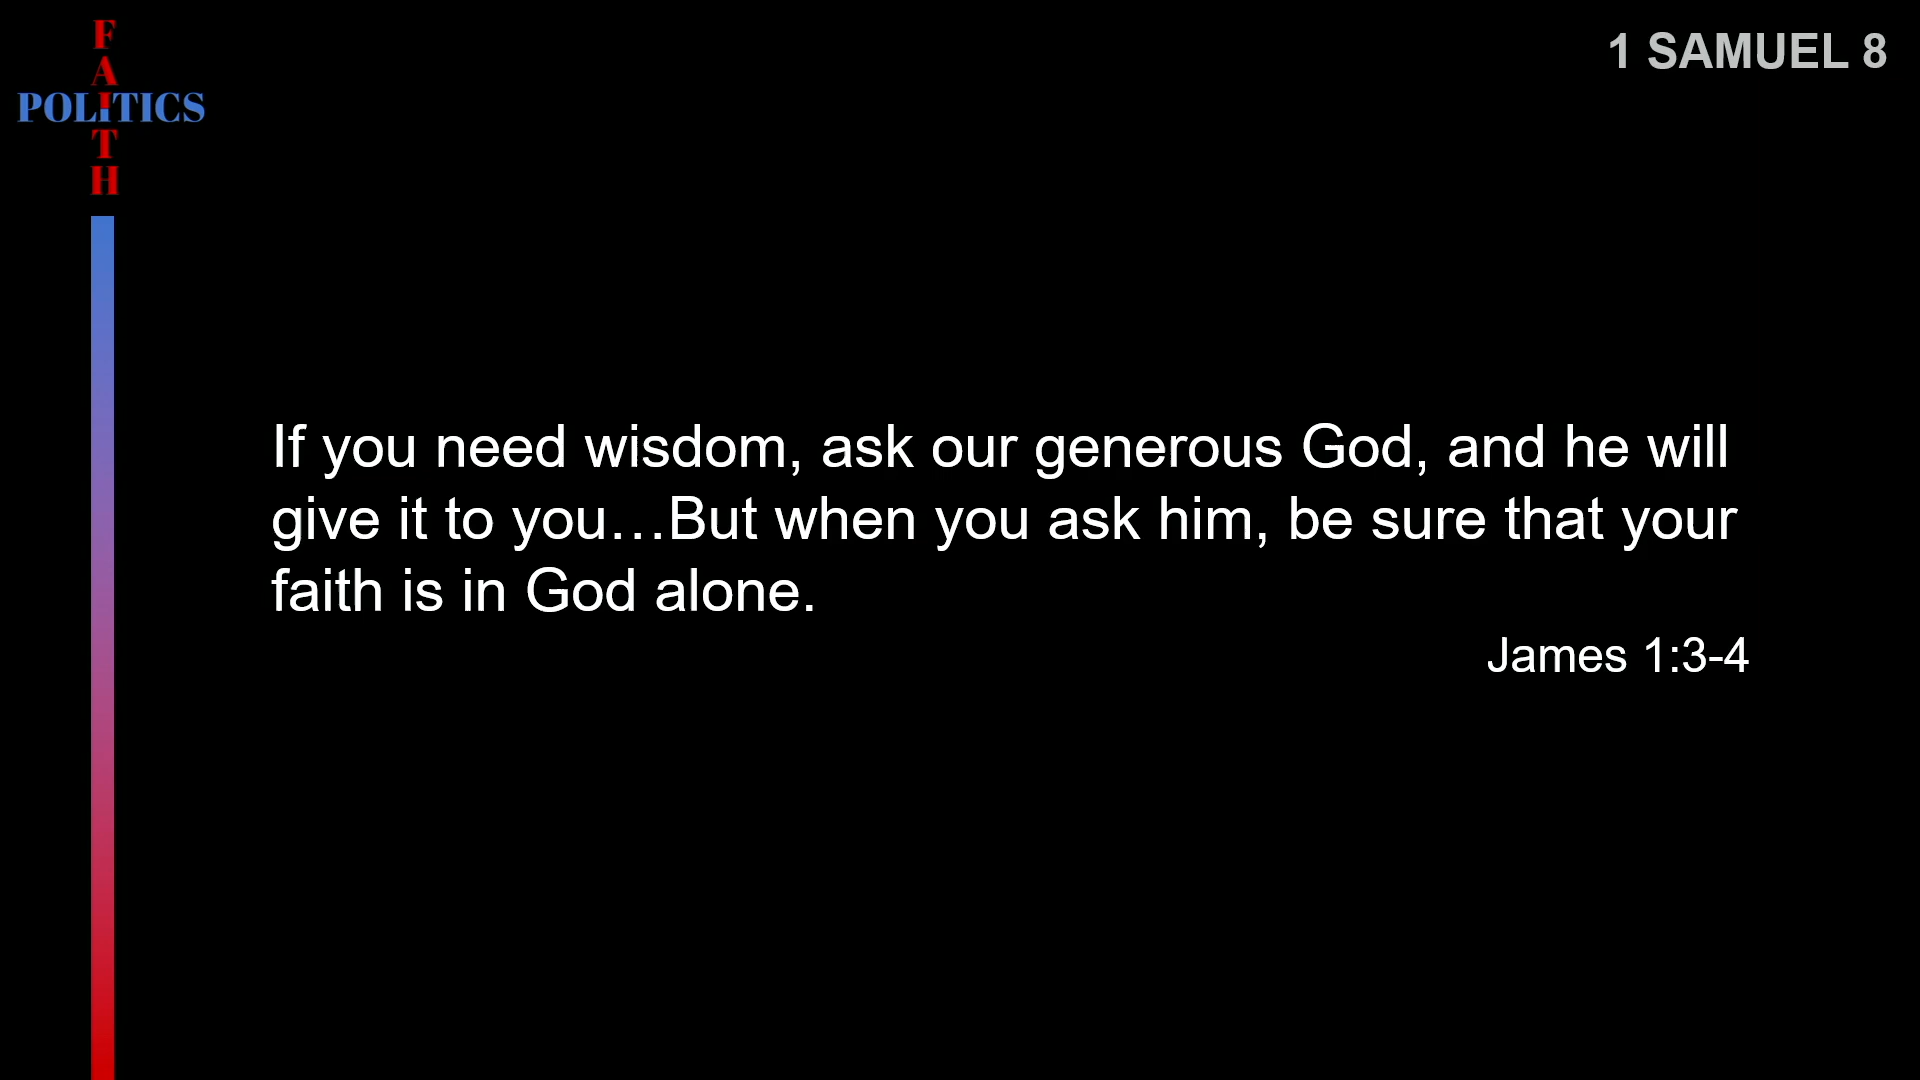 FAITH
POLITICS
1 SAMUEL 8
If you need wisdom, ask our generous God, and he will
give it to you…But when you ask him, be sure that your
faith is in God alone.
James 1:3-4